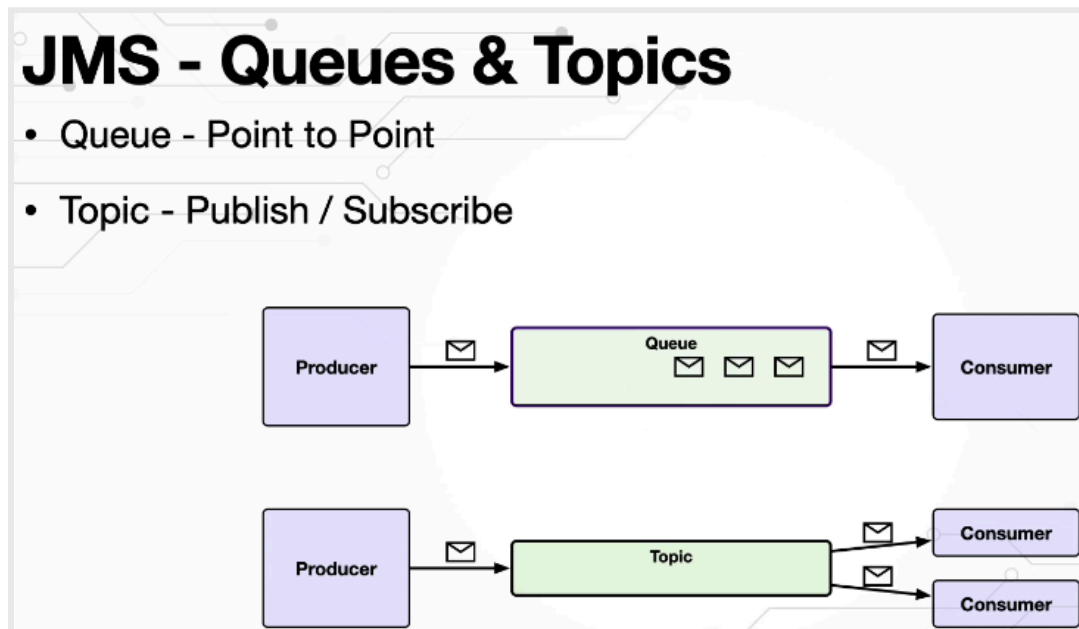 JMS - Queues & Topics
• Queue - Point to Point
• Topic - Publish / Subscribe
Producer
Queue
Consumer
Producer
Topic
Consumer
Consumer